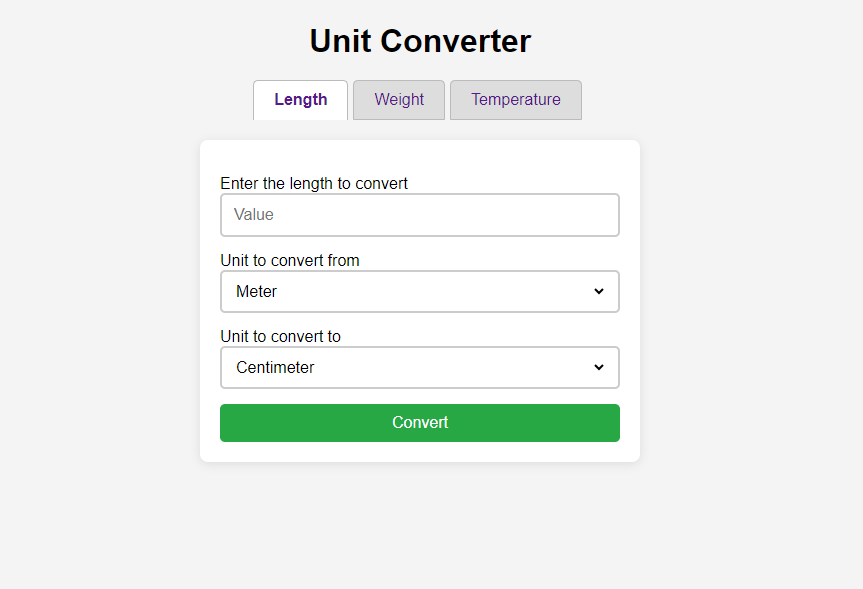 Unit Converter
Length Weight Temperature
Enter the length to convert
Value
Unit to convert from
Meter
Unit to convert to
Centimeter
Convert